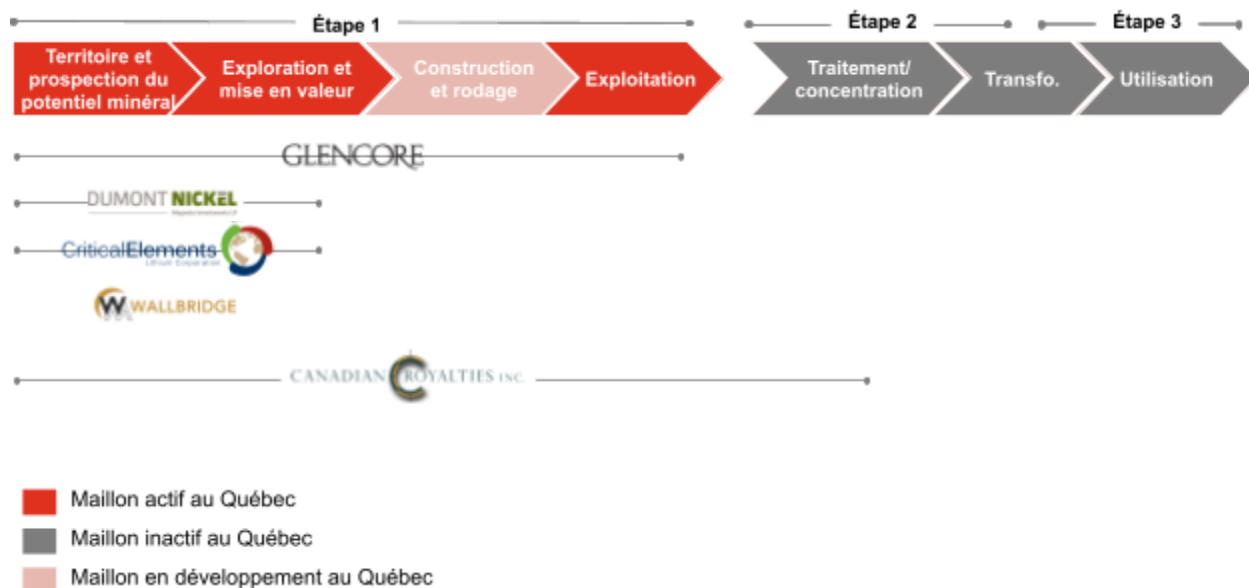 Étape 1
Étape 2
Étape 3
Territoire et
prospection du
potentiel minéral
Exploration et
mise en valeur
Construction
et rodage
Exploitation
Traitement/
concentration
Transfo.
Utilisation
GLENCORE
DUMONT NICKEL
CriticalElements
Lithium Corporation
WALLBRIDGE
CANADIAN ROYALTIES INC.
Maillon actif au Québec
Maillon inactif au Québec
Maillon en développement au Québec